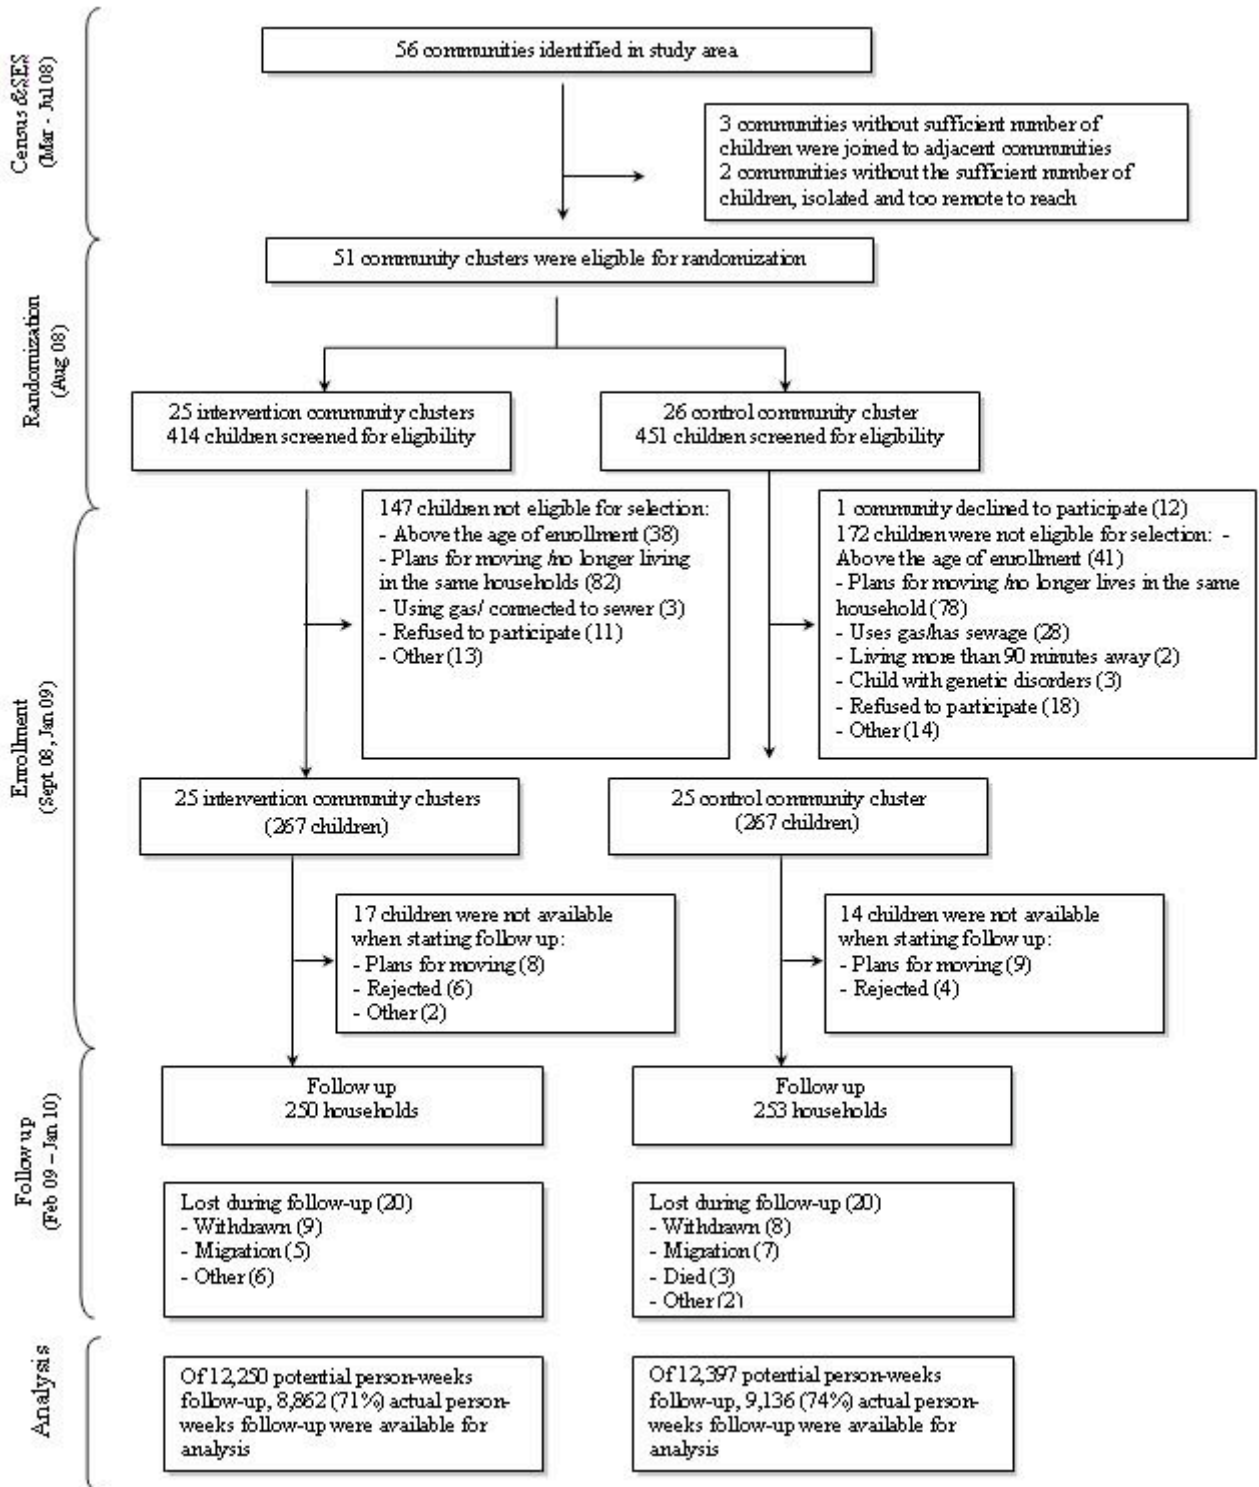 Census &SES
(Mar - Jul 08)
56 communities identified in study area
3 communities without sufficient number of
children were joined to adjacent communities
2 communities without the sufficient number of
children, isolated and too remote to reach
Randomization
(Aug 08)
51 community clusters were eligible for randomization
25 intervention community clusters
414 children screened for eligibility
26 control community cluster
451 children screened for eligibility
Enrollment
(Sept 08, Jan 09)
147 children not eligible for selection:
- Above the age of enrollment (38)
- Plans for moving /no longer living
in the same households (82)
- Using gas/ connected to sewer (3)
- Refused to participate (11)
- Other (13)
1 community declined to participate (12)
172 children were not eligible for selection: -
Above the age of enrollment (41)
- Plans for moving /no longer lives in the same
household (78)
- Uses gas/has sewage (28)
- Living more than 90 minutes away (2)
- Child with genetic disorders (3)
- Refused to participate (18)
- Other (14)
25 intervention community clusters
(267 children)
25 control community cluster
(267 children)
17 children were not available
when starting follow up:
- Plans for moving (8)
- Rejected (6)
- Other (2)
14 children were not available
when starting follow up:
- Plans for moving (9)
- Rejected (4)
Follow up
(Feb 09 – Jan 10)
Follow up
250 households
Follow up
253 households
Lost during follow-up (20)
- Withdrawn (9)
- Migration (5)
- Other (6)
Lost during follow-up (20)
- Withdrawn (8)
- Migration (7)
- Died (3)
- Other (2)
Analysis
Of 12,250 potential person-weeks
follow-up, 8,862 (71%) actual person-
weeks follow-up were available for
analysis
Of 12,397 potential person-weeks
follow-up, 9,136 (74%) actual person-
weeks follow-up were available for
analysis